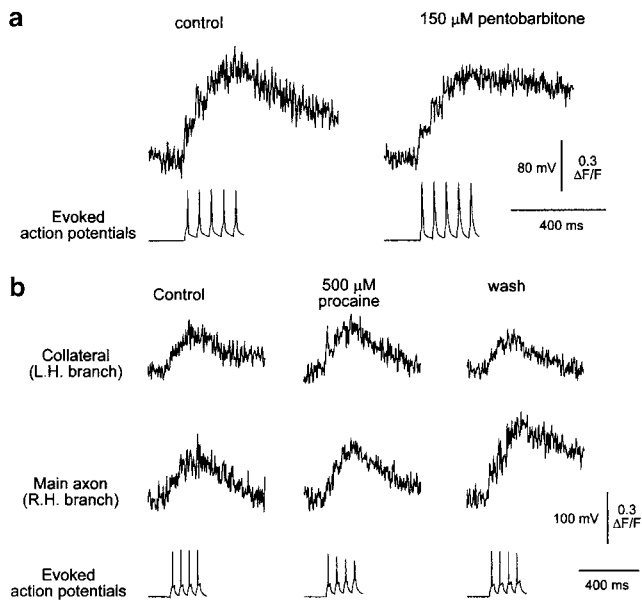 a
control
150 µM pentobarbitone
80 mV
0.3
ΔF/F
400 ms
Evoked
action potentials
b
Control
500 µM
procaine
wash
Collateral
(L.H. branch)
Main axon
(R.H. branch)
100 mV
0.3
ΔF/F
400 ms
Evoked
action potentials